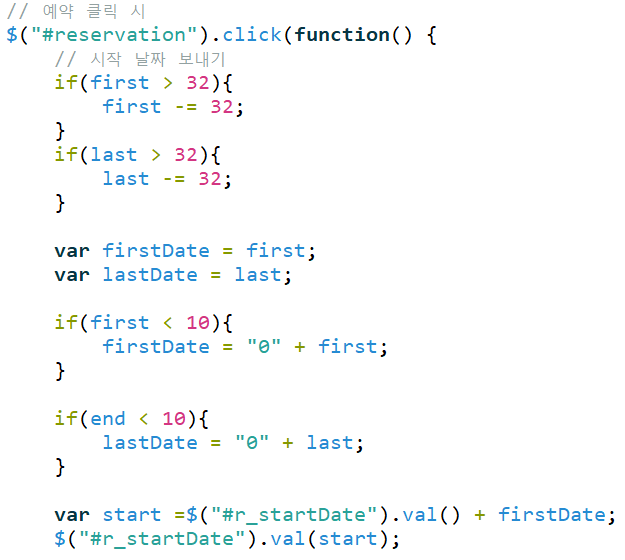 // 예약 클릭 시
$("#reservation").click(function() {
// 시작 날짜 보내기
if(first > 32){
first -= 32;
}
if(last > 32){
last -= 32;
}
var firstDate = first;
var lastDate = last;
if(first < 10){
firstDate = "0" + first;
}
if(end < 10){
lastDate = "0" + last;
}
var start =$("#r_startDate").val() + firstDate;
$("#r_startDate").val(start);